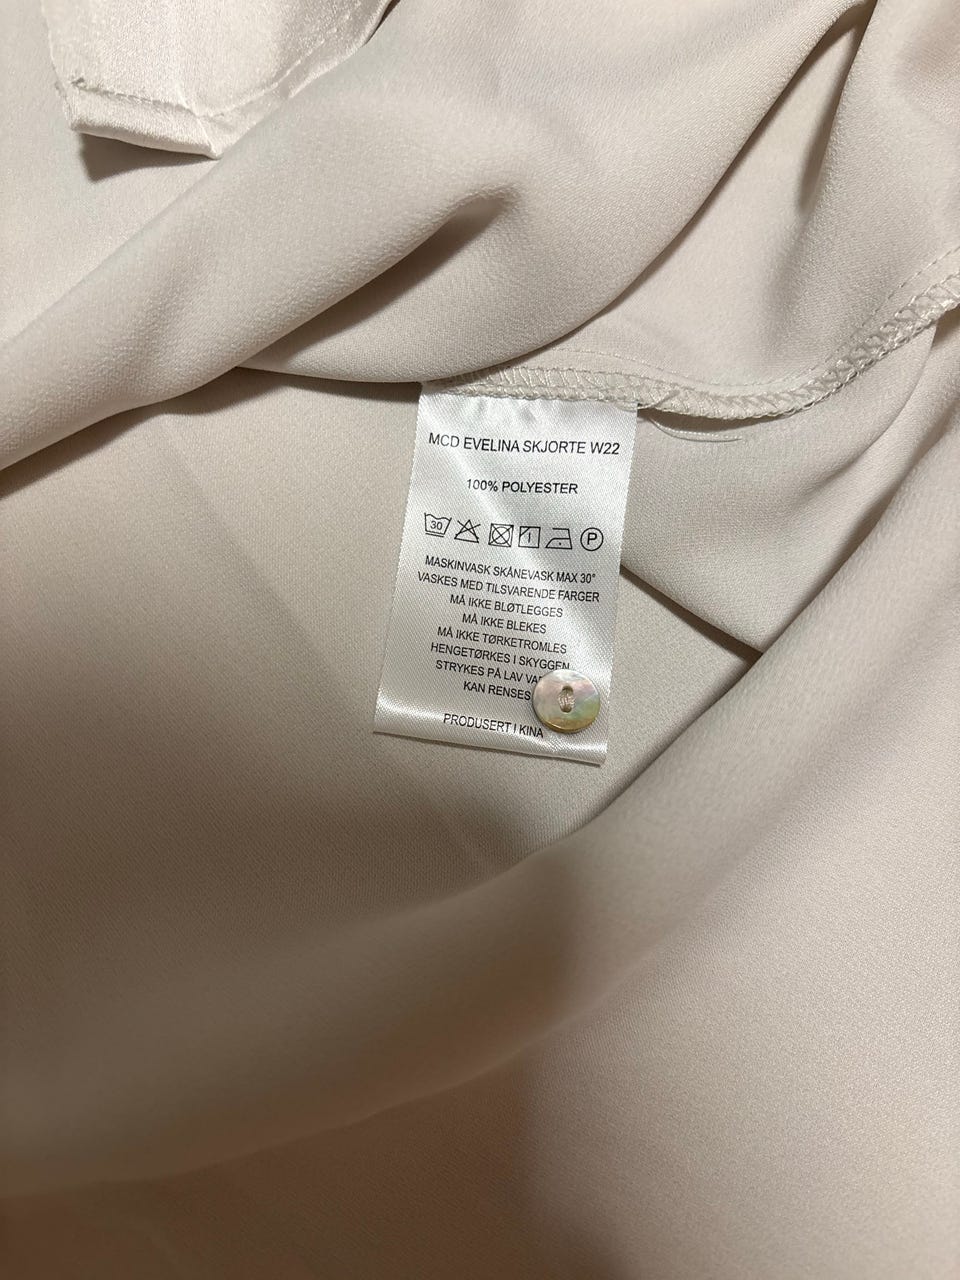 MCD EVELINA SKJORTE W22
100% POLYESTER
30 P
MASKINVASK SKÅNEVASK MAX 30°
VASKES MED TILSVARENDE FARGER
MÅ IKKE BLØTLEGGES
MÅ IKKE BLEKES
MÅ IKKE TØRKETROMLES
HENGETØRKES I SKYGGEN
STRYKES PÅ LAV
KAN RENSES
PRODUSERT I KINA